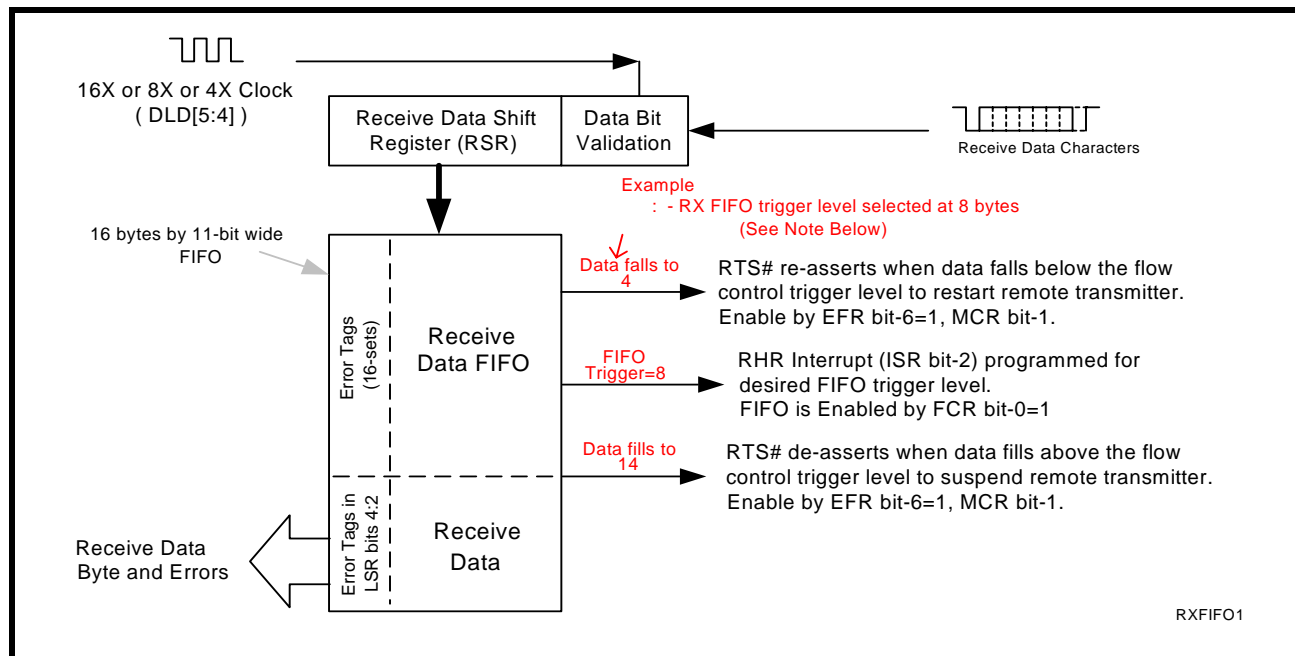 16X or 8X or 4X Clock
( DLD[5:4] )
Receive Data Shift
Register (RSR)
Data Bit
Validation
Receive Data Characters
Example
: - RX FIFO trigger level selected at 8 bytes
(See Note Below)
16 bytes by 11-bit wide
FIFO
Data falls to
4
RTS# re-asserts when data falls below the flow
control trigger level to restart remote transmitter.
Enable by EFR bit-6=1, MCR bit-1.
Error Tags
(16-sets)
Receive
Data FIFO
FIFO
Trigger=8
RHR Interrupt (ISR bit-2) programmed for
desired FIFO trigger level.
FIFO is Enabled by FCR bit-0=1
Data fills to
14
RTS# de-asserts when data fills above the flow
control trigger level to suspend remote transmitter.
Enable by EFR bit-6=1, MCR bit-1.
Error Tags in
LSR bits 4:2
Receive
Data
Receive Data
Byte and Errors
RXFIFO1